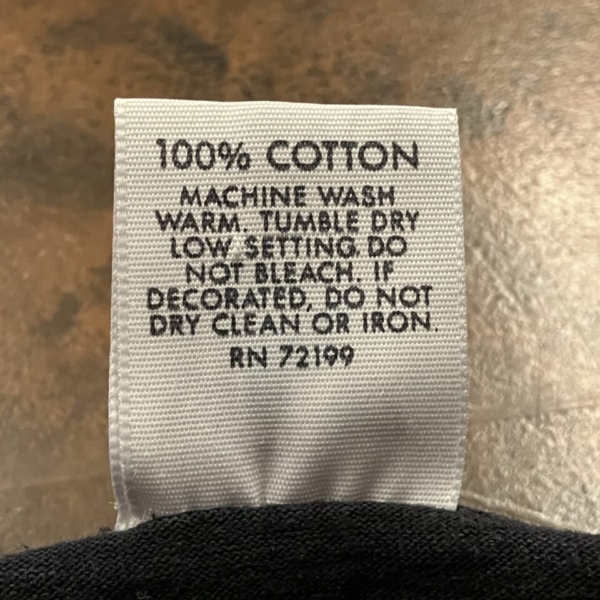 100% COTTON
MACHINE WASH
WARM. TUMBLE DRY
LOW SETTING. DO
NOT BLEACH. IF
DECORATED, DO NOT
DRY CLEAN OR IRON.
RN 72199